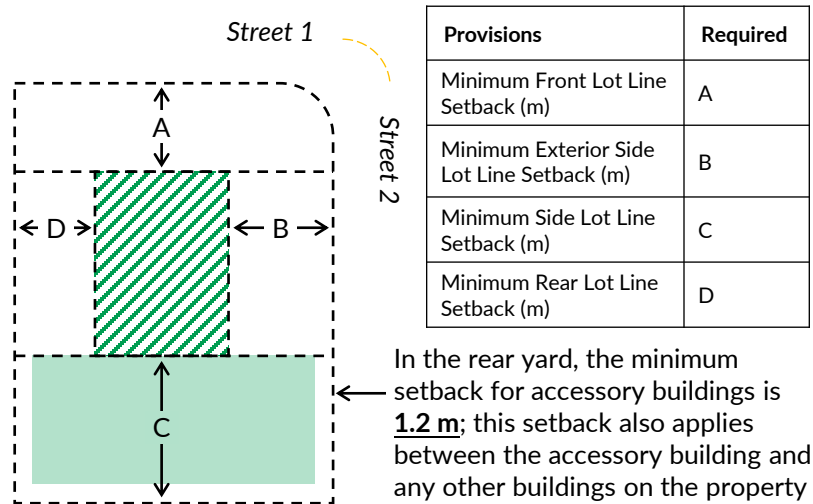 Street 1
Street 2
A
D
B
C
Provisions
Required
Minimum Front Lot Line
Setback (m)
A
Minimum Exterior Side
Lot Line Setback (m)
B
Minimum Side Lot Line
Setback (m)
C
Minimum Rear Lot Line
Setback (m)
D
In the rear yard, the minimum
setback for accessory buildings is
1.2 m; this setback also applies
between the accessory building and
any other buildings on the property